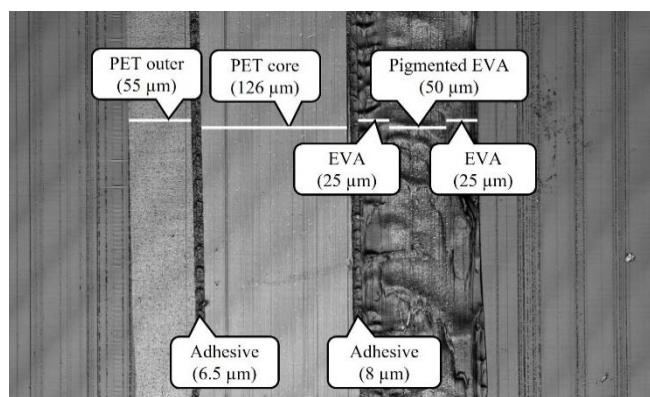 PET outer
(55 µm)
PET core
(126 µm)
Pigmented EVA
(50 µm)
EVA
(25 µm)
EVA
(25 µm)
Adhesive
(6.5 µm)
Adhesive
(8 µm)